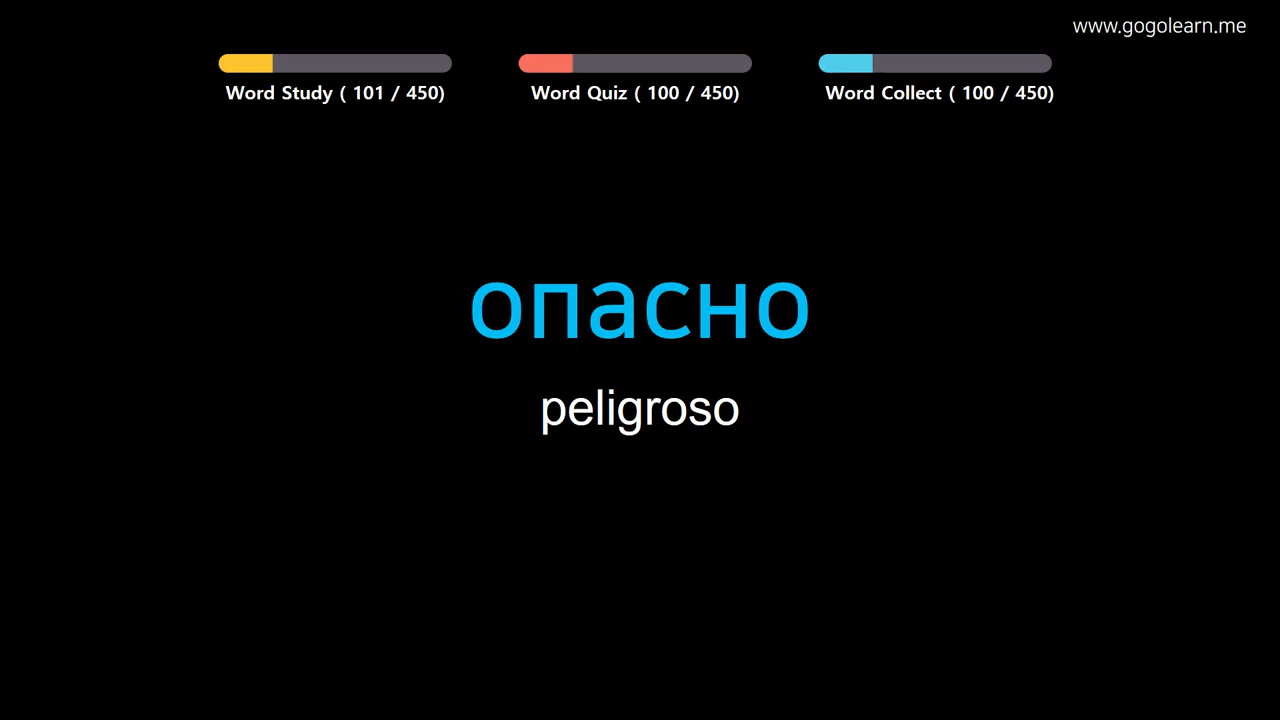 www.gogolearn.me
Word Study ( 101 / 450)
Word Quiz ( 100 / 450)
Word Collect ( 100 / 450)
опасно
peligroso